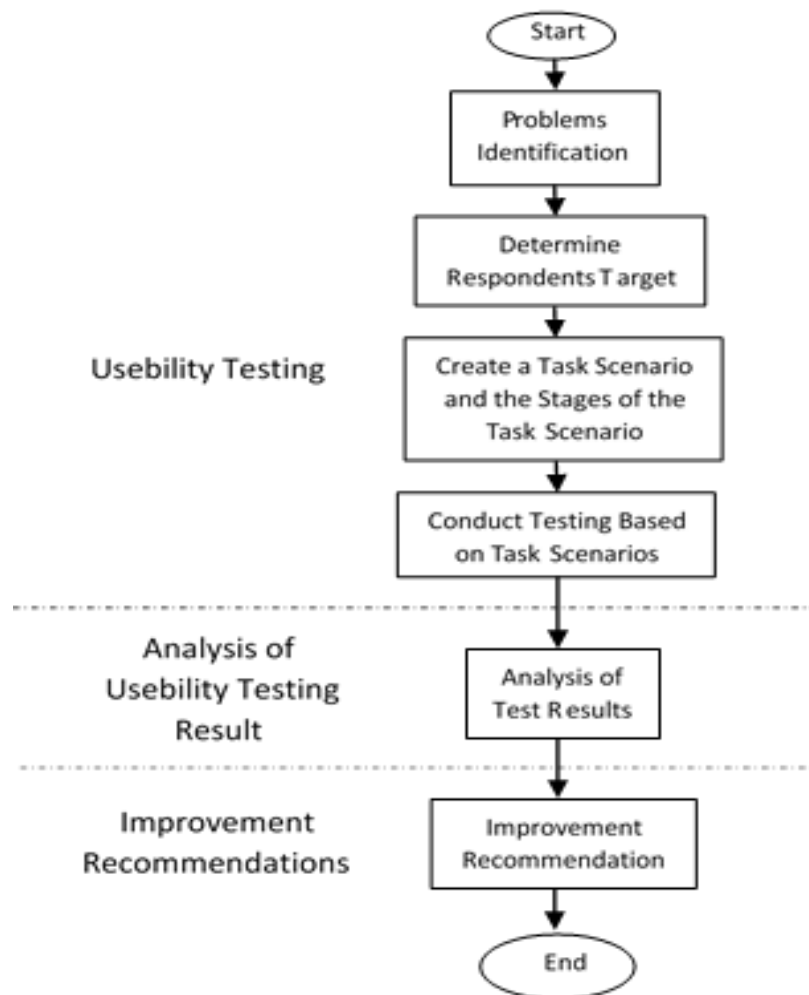 Start
Problems
Identification
Determine
Respondents Target
Usebility Testing
Create a Task Scenario
and the Stages of the
Task Scenario
Conduct Testing Based
on Task Scenarios
Analysis of
Usebility Testing
Result
Analysis of
Test Results
Improvement
Recommendations
Improvement
Recommendation
End